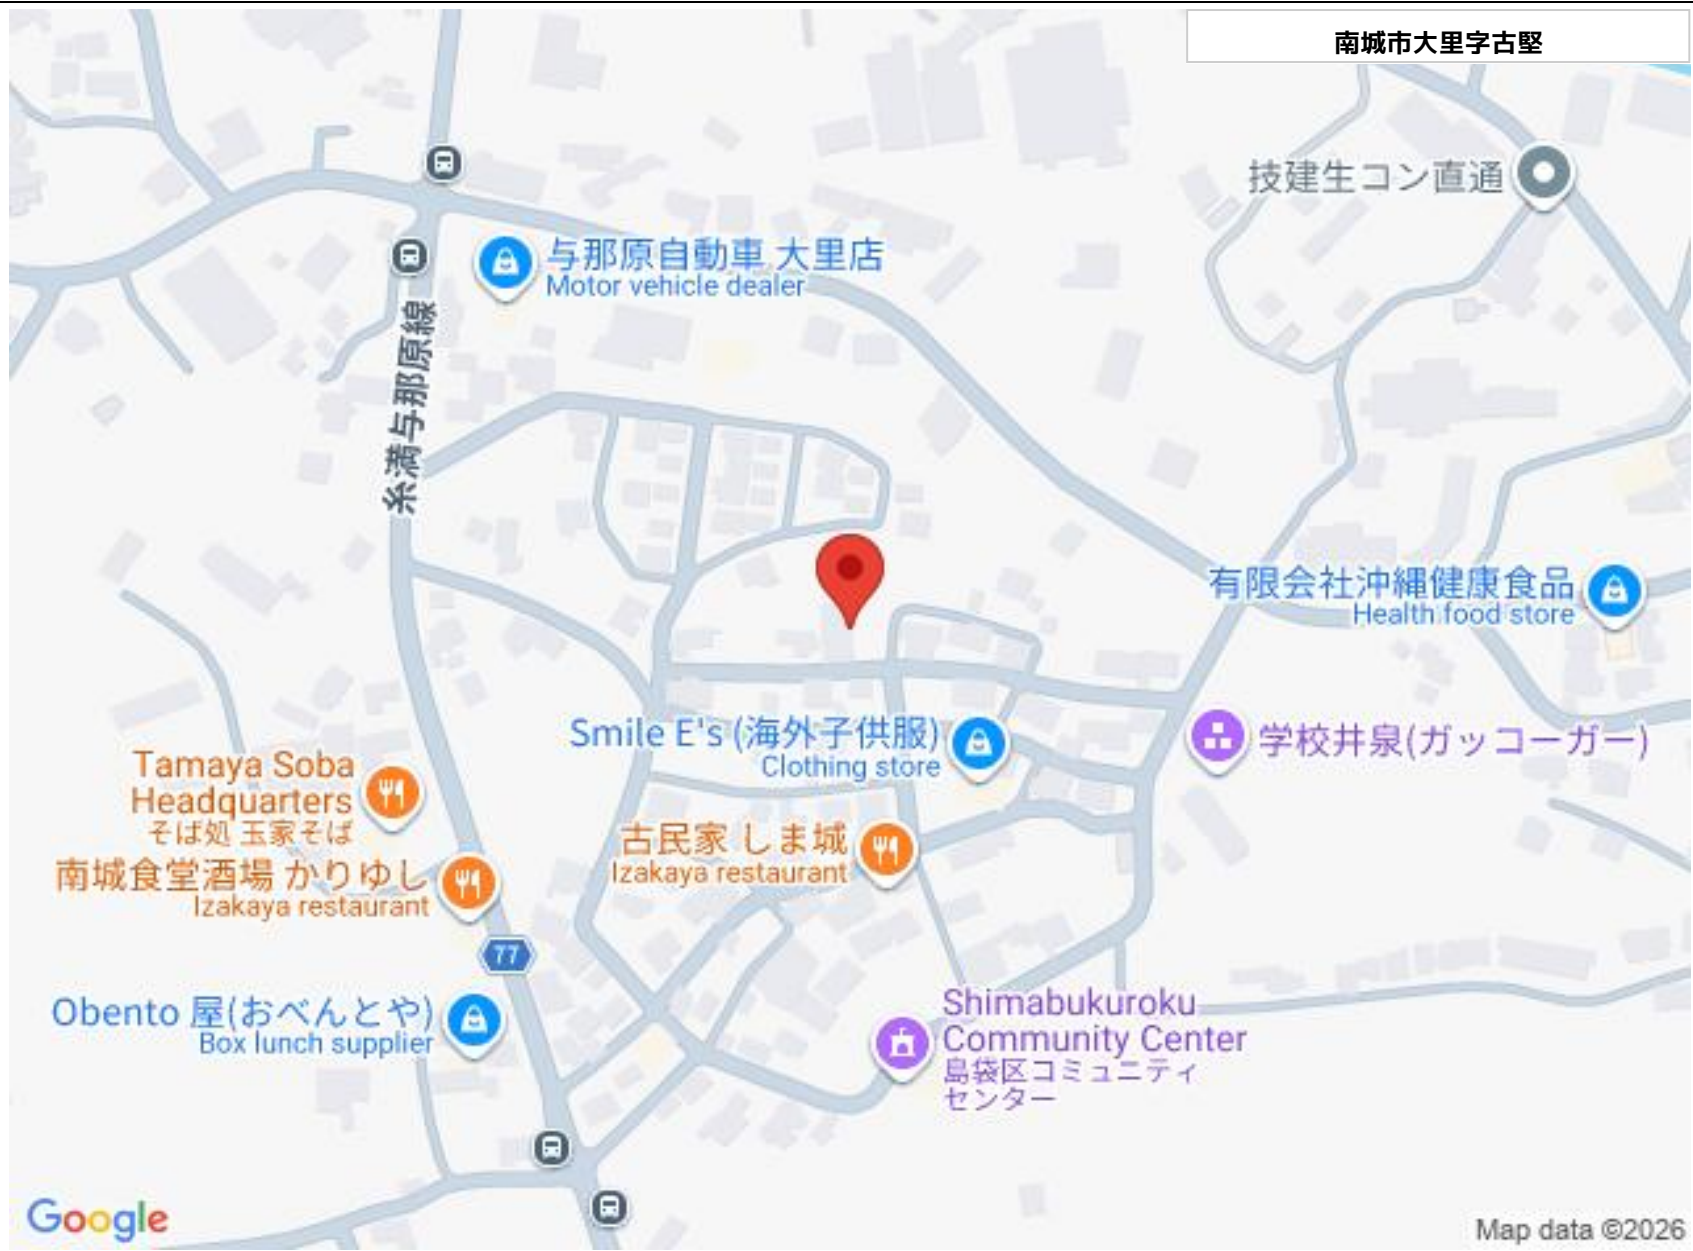 南城市大里字古堅
技建生コン直通
与那原自動車 大里店
Motor vehicle dealer
糸満与那原線
有限会社沖縄健康食品
Health food store
Smile E's (海外子供服)
Clothing store
学校井泉(ガッコーガー)
Tamaya Soba
Headquarters
そば処 玉家そば
古民家 しま城
Izakaya restaurant
南城食堂酒場 かりゆし
Izakaya restaurant
77
Obento 屋(おべんとや)
Box lunch supplier
Shimabukuroku
Community Center
島袋区コミュニティ
センター
Google
Map data ©2026